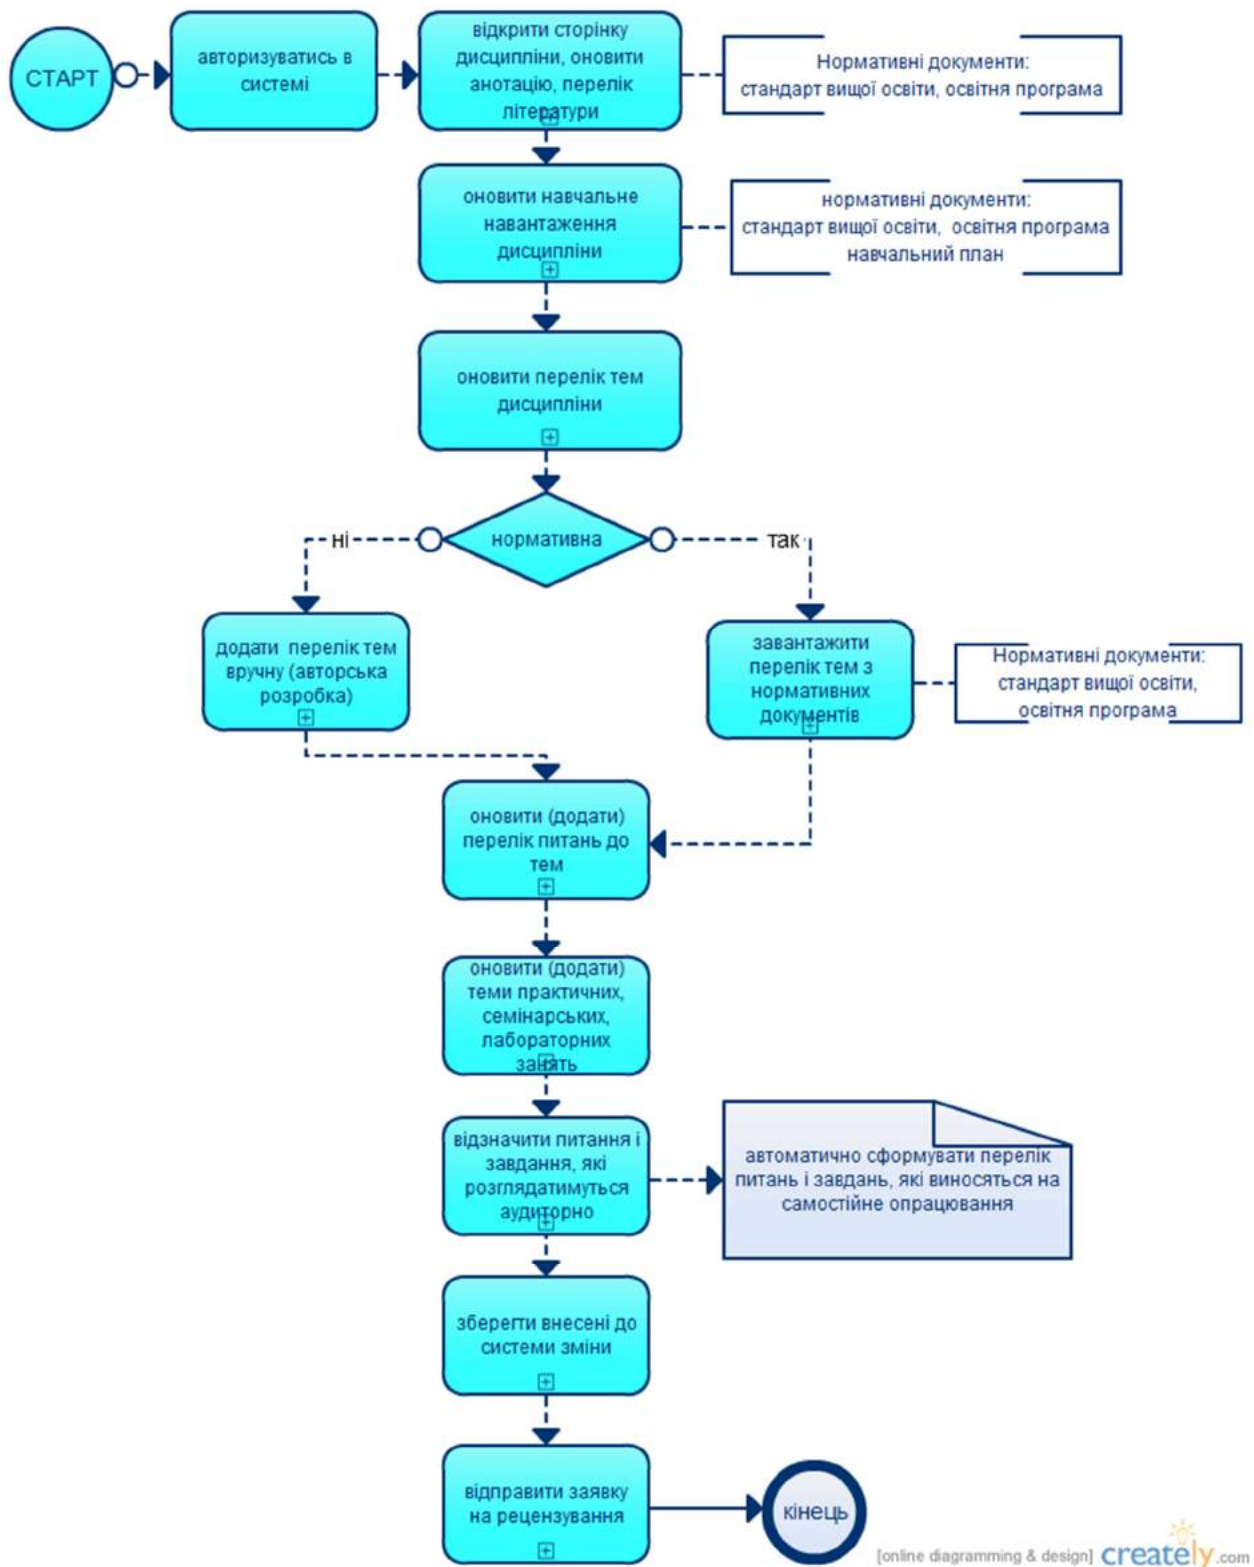 СТАРТ
авторизуватись в
системі
відкрити сторінку
дисципліни, оновити
анотацію, перелік
літератури
Нормативні документи:
стандарт вищої освіти, освітня програма
оновити навчальне
навантаження
дисципліни
нормативні документи:
стандарт вищої освіти, освітня програма
навчальний план
оновити перелік тем
дисципліни
нормативна
ні
так
додати перелік тем
вручну (авторська
розробка)
завантажити
перелік тем з
нормативних
документів
Нормативні документи:
стандарт вищої освіти,
освітня програма
оновити (додати)
перелік питань до
тем
оновити (додати)
теми практичних,
семінарських,
лабораторних
занять
відзначити питання і
завдання, які
розглядатимуться
аудиторно
автоматично сформувати перелік
питань і завдань, які виносяться на
самостійне опрацювання
зберегти внесені до
системи зміни
відправити заявку
на рецензування
кінець
[online diagramming & design] creately.com